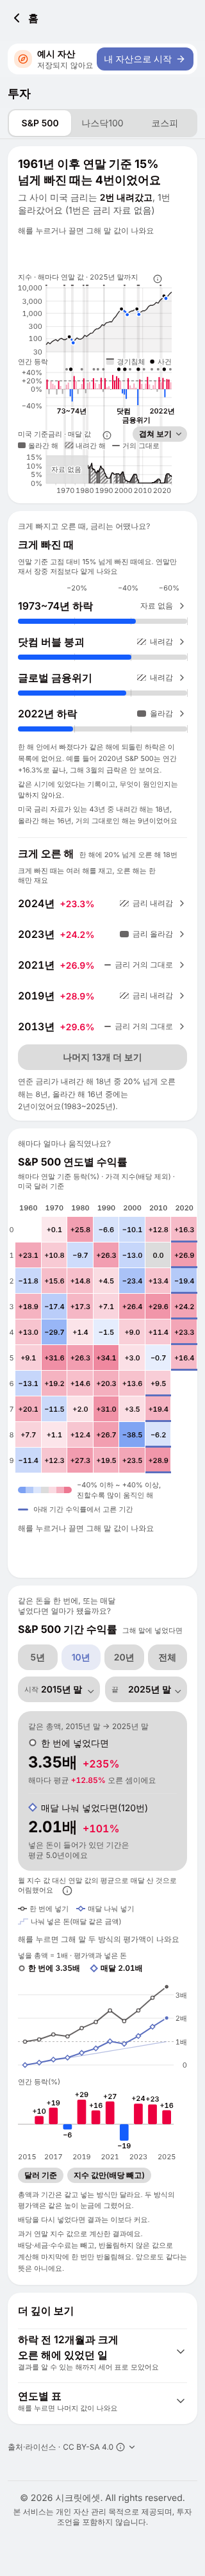 홈
예시 자산
저장되지 않아요
내 자산으로 시작 →
투자
S&P 500
나스닥100
코스피
1961년 이후 연말 기준 15%
넘게 빠진 때는 4번이었어요
그 사이 미국 금리는 2번 내려갔고, 1번
올라갔어요 (1번은 금리 자료 없음)
해를 누르거나 끌면 그해 값이 나와요
지수 · 해마다 연말 값 · 2025년 말까지
10,000
3,000
1,000
300
100
30
연간 등락
경기침체
사건
+40%
+20%
0%
−40%
73~74년
닷컴
금융위기
2022년
미국 기준금리 · 매달 값
겹쳐 보기
올라간 해
내려간 해
거의 그대로
15%
10%
5%
0%
자료 없음
1970 1980 1990 2000 2010 2020
크게 빠지고 오른 때, 금리는 어땠나요?
크게 빠진 때
연말 기준 고점 대비 15% 넘게 빠진 때예요. 연말만
재서 장중 저점보다 얕게 나와요
−20%
−40%
−60%
1973~74년 하락
자료 없음
닷컴 버블 붕괴
내려감
글로벌 금융위기
내려감
2022년 하락
올라감
한 해 안에서 빠졌다가 같은 해에 되돌린 하락은 이
목록에 없어요. 예를 들어 2020년 S&P 500는 연간
+16.3%로 끝나, 그해 3월의 급락은 안 보여요.
같은 시기에 있었다는 기록이고, 무엇이 원인인지는
말하지 않아요.
미국 금리 자료가 있는 43년 중 내려간 해는 18년,
올라간 해는 16년, 거의 그대로인 해는 9년이었어요
크게 오른 해
한 해에 20% 넘게 오른 해 18번
크게 빠진 때는 여러 해를 재고, 크게 오른 해는 한
해만 재요
2024년 +23.3%
금리 내려감
2023년 +24.2%
금리 올라감
2021년 +26.9%
금리 거의 그대로
2019년 +28.9%
금리 내려감
2013년 +29.6%
금리 거의 그대로
나머지 13개 더 보기
연준 금리가 내려간 해 18년 중 20% 넘게 오른
해는 8년, 올라간 해 16년 중에는
2년이었어요(1983~2025년).
해마다 얼마나 움직였나요?
S&P 500 연도별 수익률
해마다 연말 기준 등락(%) · 가격 지수(배당 제외) ·
미국 달러 기준
1960 1970 1980 1990 2000 2010 2020
0 +0.1 +25.8 −6.6 −10.1 +12.8 +16.3
1 +23.1 +10.8 −9.7 +26.3 −13.0 0.0 +26.9
2 −11.8 +15.6 +14.8 +4.5 −23.4 +13.4 −19.4
3 +18.9 −17.4 +17.3 +7.1 +26.4 +29.6 +24.2
4 +13.0 −29.7 +1.4 −1.5 +9.0 +11.4 +23.3
5 +9.1 +31.6 +26.3 +34.1 +3.0 −0.7 +16.4
6 −13.1 +19.2 +14.6 +20.3 +13.6 +9.5
7 +20.1 −11.5 +2.0 +31.0 +3.5 +19.4
8 +7.7 +1.1 +12.4 +26.7 −38.5 −6.2
9 −11.4 +12.3 +27.3 +19.5 +23.5 +28.9
−40% 이하 ~ +40% 이상,
진할수록 많이 움직인 해
아래 기간 수익률에서 고른 기간
해를 누르거나 끌면 그해 말 값이 나와요
같은 돈을 한 번에, 또는 매달
넣었다면 얼마가 됐을까요?
S&P 500 기간 수익률
그해 말에 넣었다면
5년
10년
20년
전체
시작 2015년 말
끝 2025년 말
같은 총액, 2015년 말 → 2025년 말
한 번에 넣었다면
3.35배 +235%
해마다 평균 +12.85% 오른 셈이에요
매달 나눠 넣었다면(120번)
2.01배 +101%
넣은 돈이 들어가 있던 기간은
평균 5.0년이에요
월 지수 값 대신 연말 값의 평균으로 매달 산 것으로
어림했어요
한 번에 넣기
매달 나눠 넣기
나눠 넣은 돈(매달 같은 금액)
해를 누르면 그해 말 두 방식의 평가액이 나와요
넣을 총액 = 1배 · 평가액과 넣은 돈
한 번에 3.35배
매달 2.01배
3배
2배
1배
0
연간 등락(%)
+10 +19 −6 +29 +16 +27 −19 +24 +23 +16
2015 2017 2019 2021 2023 2025
달러 기준
지수 값만(배당 빼고)
총액과 기간은 같고 넣는 방식만 달라요. 두 방식의
평가액은 같은 높이 눈금에 그렸어요.
배당을 다시 넣었다면 결과는 이보다 커요.
과거 연말 지수 값으로 계산한 결과예요.
배당·세금·수수료는 빼고, 반올림하지 않은 값으로
계산해 마지막에 한 번만 반올림해요. 앞으로도 같다는
뜻은 아니에요.
더 깊이 보기
하락 전 12개월과 크게
오른 해에 있었던 일
결과를 알 수 있는 해까지 세어 표로 모았어요
연도별 표
해를 누르면 나머지 값이 나와요
출처·라이선스 · CC BY-SA 4.0
© 2026 시크릿에셋. All rights reserved.
본 서비스는 개인 자산 관리 목적으로 제공되며, 투자
조언을 포함하지 않습니다.